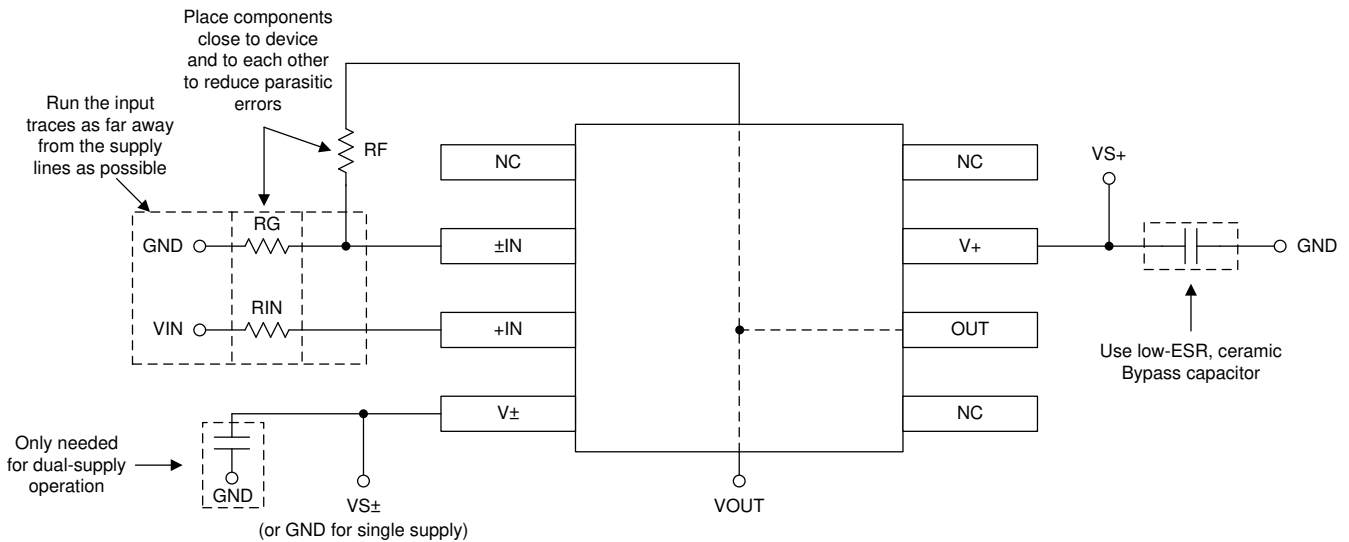 Place components
close to device
and to each other
to reduce parasitic
errors
Run the input
traces as far away
from the supply
lines as possible
RF
NC
NC
VS+
RG
GND
±IN
V+
GND
RIN
VIN
+IN
OUT
Use low-ESR, ceramic
Bypass capacitor
V±
NC
Only needed
for dual-supply
operation
GND
VS±
(or GND for single supply)
VOUT